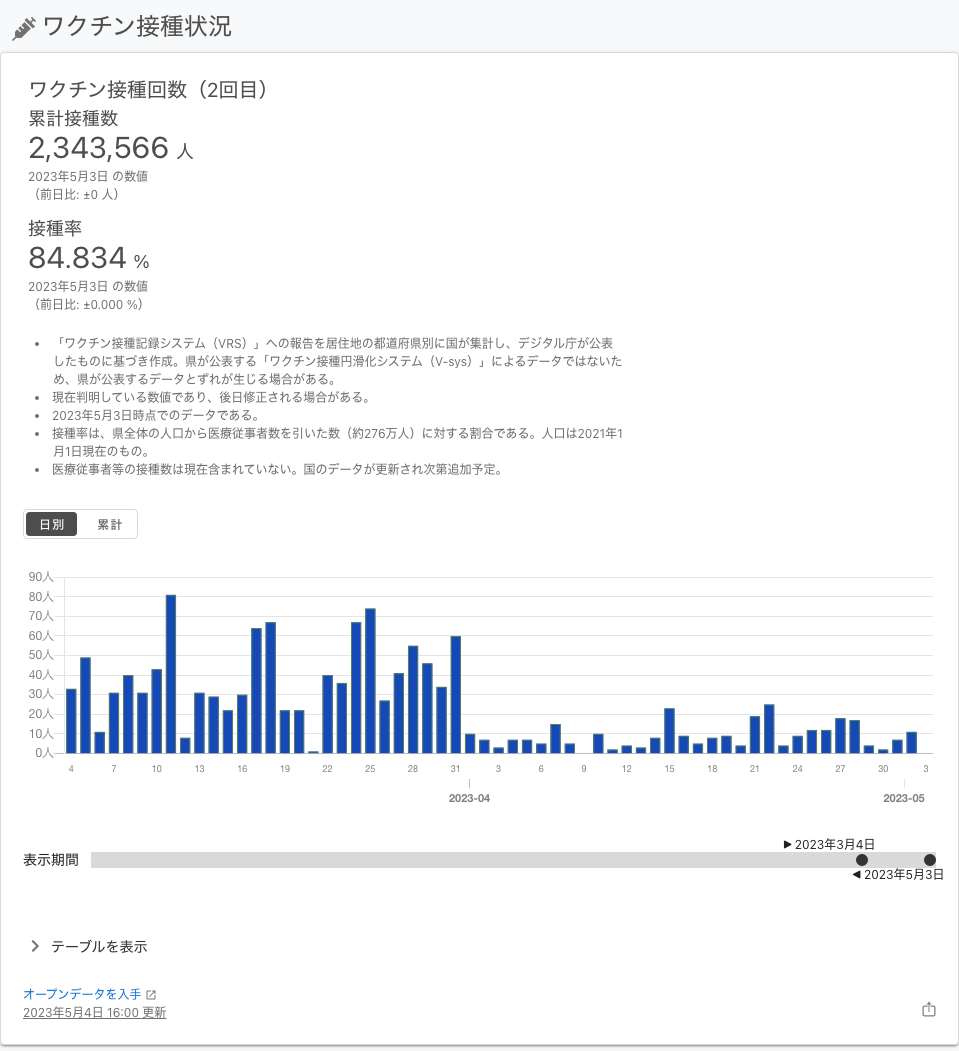 ワクチン接種状況
ワクチン接種回数（2回目）
累計接種数
2,343,566 人
2023年5月3日 の数値
（前日比: ±0 人）
接種率
84.834 %
2023年5月3日 の数値
（前日比: ±0.000 %）
• 「ワクチン接種記録システム（VRS）」への報告を居住地の都道府県別に国が集計し、デジタル庁が公表
したものに基づき作成。県が公表する「ワクチン接種円滑化システム（V-sys）」によるデータではないた
め、県が公表するデータとずれが生じる場合がある。
• 現在判明している数値であり、後日修正される場合がある。
• 2023年5月3日時点でのデータである。
• 接種率は、県全体の人口から医療従事者数を引いた数（約276万人）に対する割合である。人口は2021年1
月1日現在のもの。
• 医療従事者等の接種数は現在含まれていない。国のデータが更新され次第追加予定。
日別 累計
90人
80人
70人
60人
50人
40人
30人
20人
10人
0人
4 7 10 13 16 19 22 25 28 31 3 6 9 12 15 18 21 24 27 30 3
2023-04 2023-05
2023年3月4日
表示期間
2023年5月3日
テーブルを表示
オープンデータを入手
2023年5月4日 16:00 更新